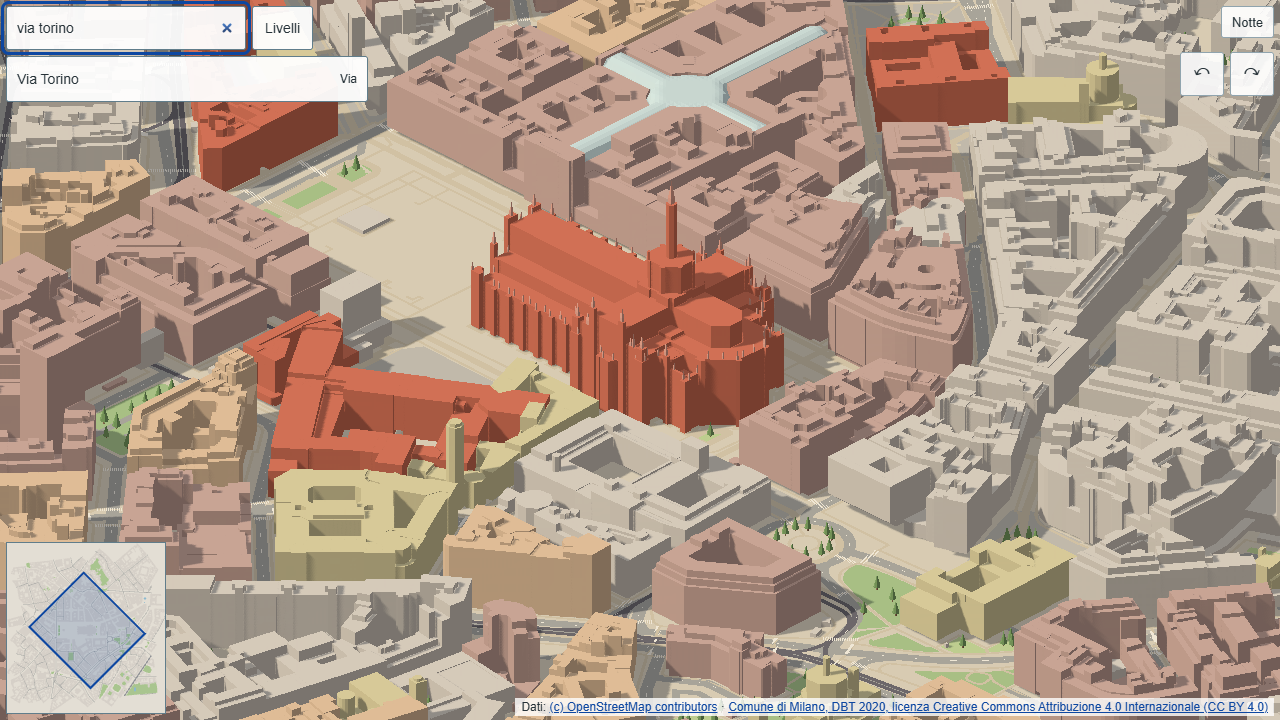 via torino
Livelli
Notte
Via Torino Via
Dati: (c) OpenStreetMap contributors · Comune di Milano, DBT 2020, licenza Creative Commons Attribuzione 4.0 Internazionale (CC BY 4.0)